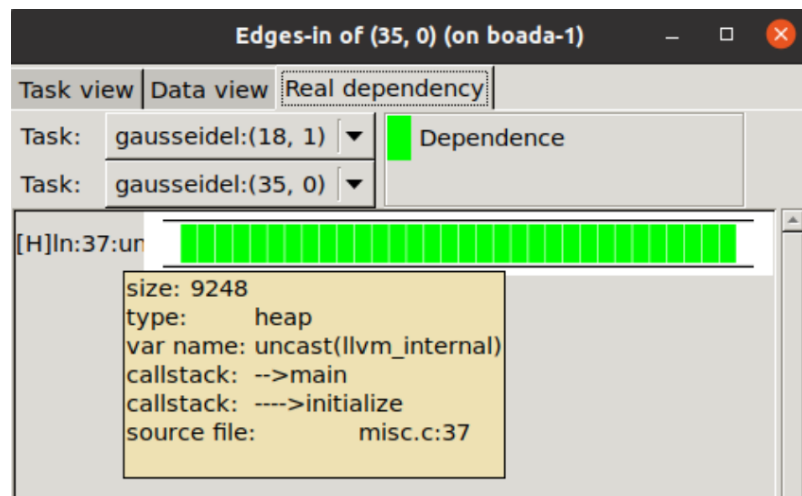 Edges-in of (35, 0) (on boada-1)
Task view Data view Real dependency
Task: gausseidel:(18, 1) Dependence
Task: gausseidel:(35, 0)
[H]ln:37:un
size: 9248
type: heap
var name: uncast(llvm_internal)
callstack: -->main
callstack: ---->initialize
source file: misc.c:37